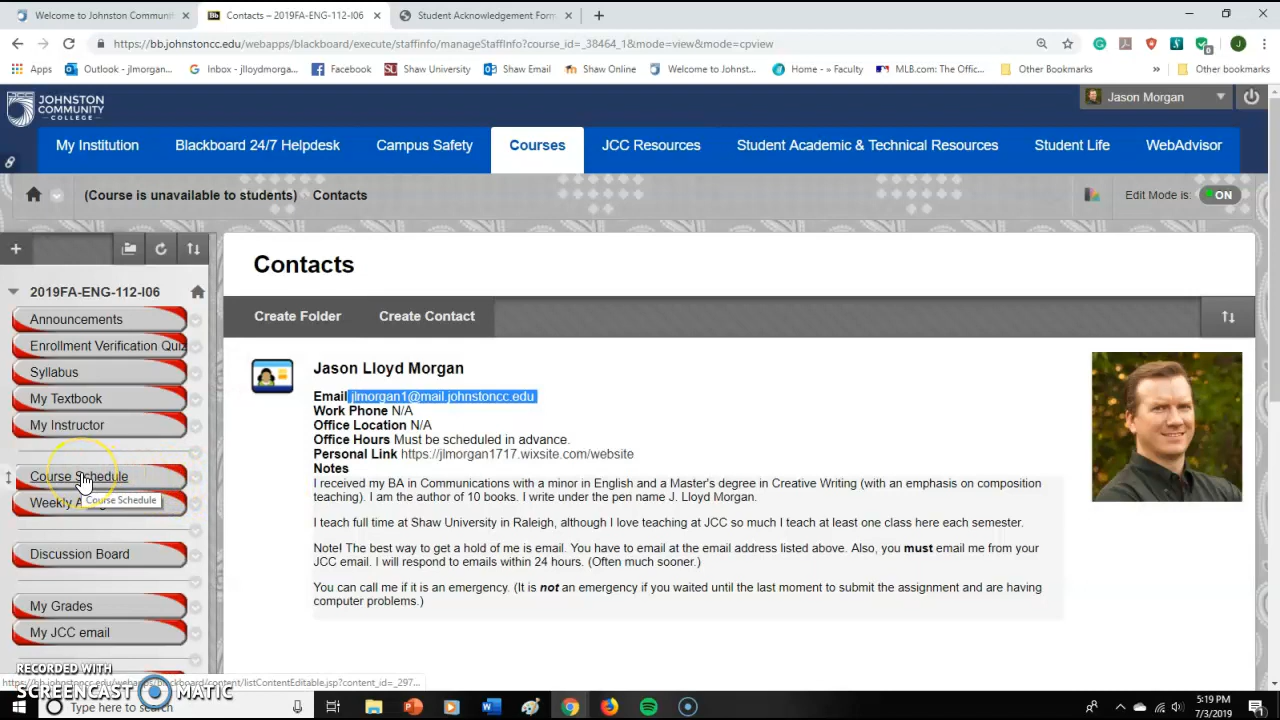 Welcome to Johnston Communit
Contacts – 2019FA-ENG-112-I06
Student Acknowledgement Form
https://bb.johnstoncc.edu/webapps/blackboard/execute/staffinfo/manageStaffInfo?course_id=_38464_1&mode=view&mode=cpview
Apps
Outlook - jlmorgan...
Inbox - jlloydmorga...
Facebook
Shaw University
Shaw Email
Shaw Online
Welcome to Johnst...
Home - » Faculty
MLB.com: The Offic...
Other Bookmarks
Other bookmarks
JOHNSTON
COMMUNITY
COLLEGE
Jason Morgan
My Institution
Blackboard 24/7 Helpdesk
Campus Safety
Courses
JCC Resources
Student Academic & Technical Resources
Student Life
WebAdvisor
(Course is unavailable to students)
Contacts
Edit Mode is:
ON
2019FA-ENG-112-I06
Announcements
Enrollment Verification Quiz
Syllabus
My Textbook
My Instructor
Course Schedule
Course Schedule
Weekly
Discussion Board
My Grades
My JCC email
Contacts
Create Folder
Create Contact
Jason Lloyd Morgan
Email jlmorgan1@mail.johnstoncc.edu
Work Phone N/A
Office Location N/A
Office Hours Must be scheduled in advance.
Personal Link https://jlmorgan1717.wixsite.com/website
Notes
I received my BA in Communications with a minor in English and a Master's degree in Creative Writing (with an emphasis on composition
teaching). I am the author of 10 books. I write under the pen name J. Lloyd Morgan.
I teach full time at Shaw University in Raleigh, although I love teaching at JCC so much I teach at least one class here each semester.
Note! The best way to get a hold of me is email. You have to email at the email address listed above. Also, you must email me from your
JCC email. I will respond to emails within 24 hours. (Often much sooner.)
You can call me if it is an emergency. (It is not an emergency if you waited until the last moment to submit the assignment and are having
computer problems.)
RECORDED WITH
SCREENCAST MATIC
Type here to search
5:19 PM
7/3/2019